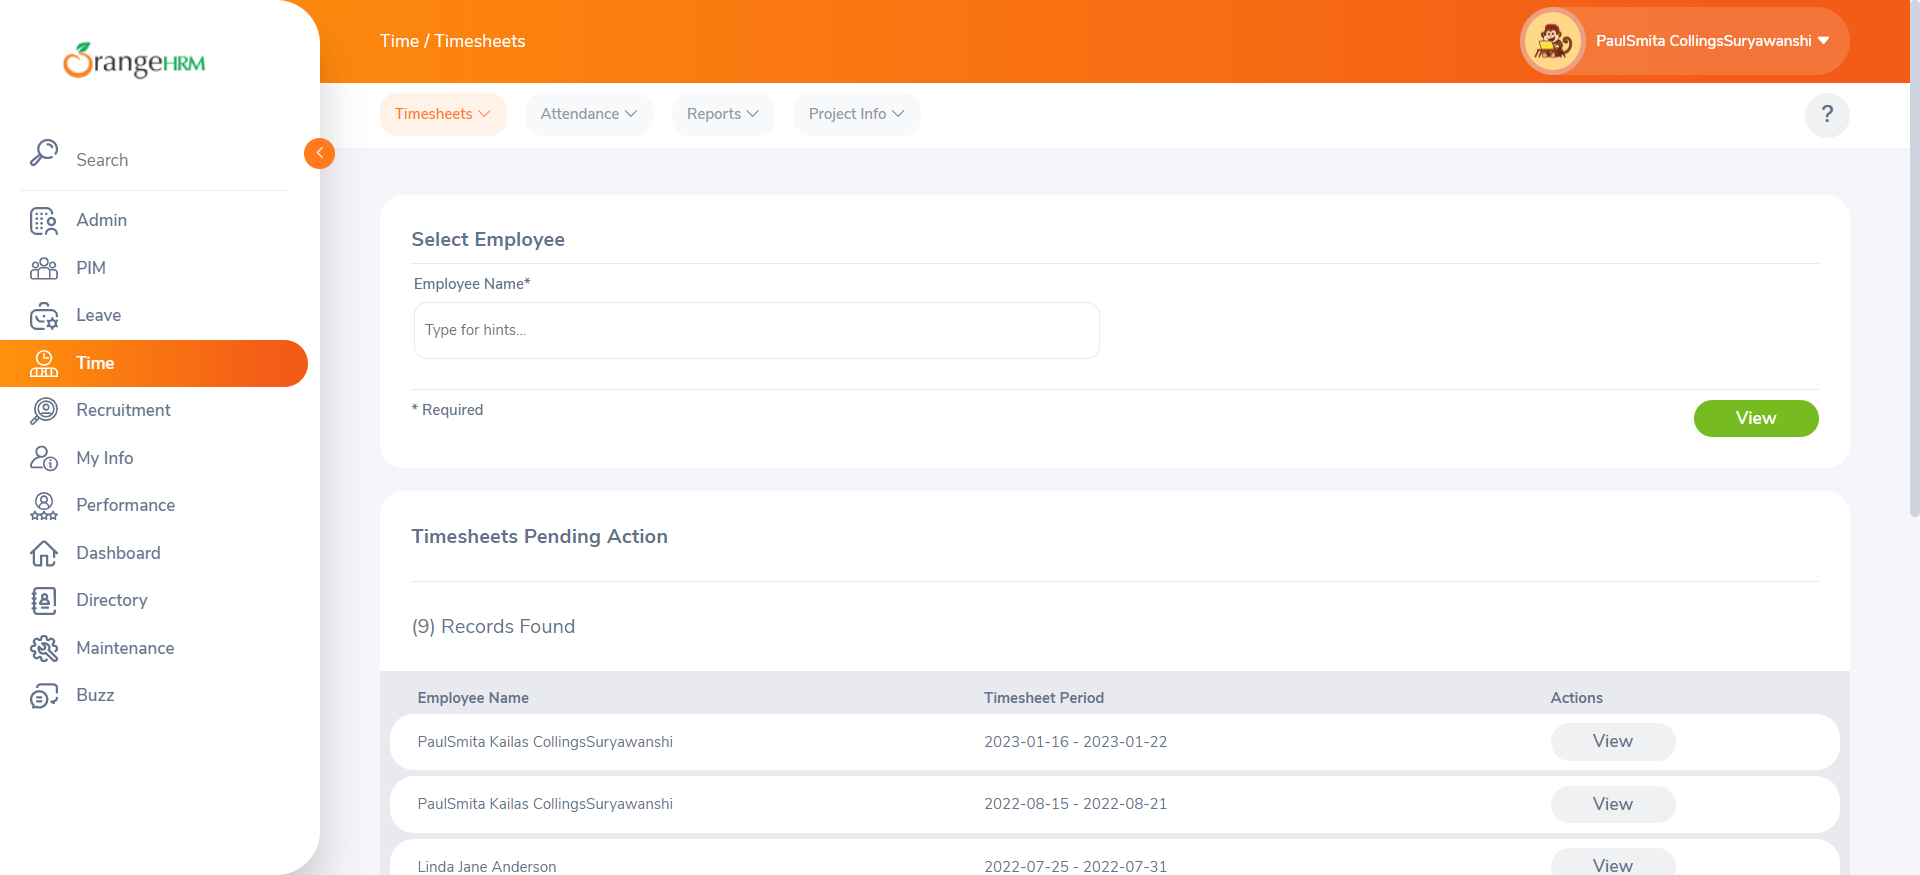 OrangeHRM
Time / Timesheets
PaulSmita CollingsSuryawanshi
Timesheets
Attendance
Reports
Project Info
?
Search
Admin
PIM
Leave
Time
Recruitment
My Info
Performance
Dashboard
Directory
Maintenance
Buzz
Select Employee
Employee Name*
Type for hints...
* Required
View
Timesheets Pending Action
(9) Records Found
Employee Name Timesheet Period Actions
PaulSmita Kailas CollingsSuryawanshi 2023-01-16 - 2023-01-22 View
PaulSmita Kailas CollingsSuryawanshi 2022-08-15 - 2022-08-21 View
Linda Jane Anderson 2022-07-25 - 2022-07-31 View